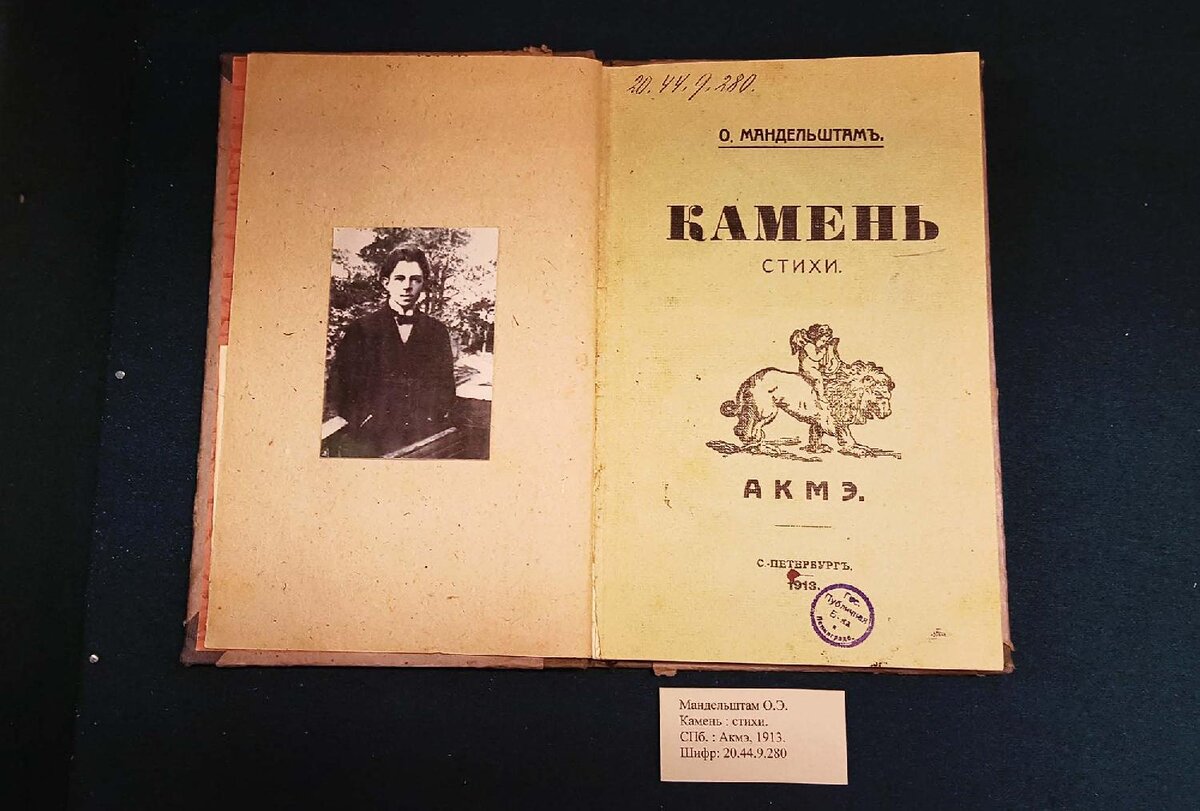 20.44.9.280.
О. МАНДЕЛЬШТАМЪ.
КАМЕНЬ
СТИХИ.
АКМЭ.
С.-ПЕТЕРБУРГЪ.
1913.
Гос.
Публичная
Б-ка
в
Ленинграде.
Мандельштам О.Э.
Камень : стихи.
СПб. : Акмэ, 1913.
Шифр: 20.44.9.280